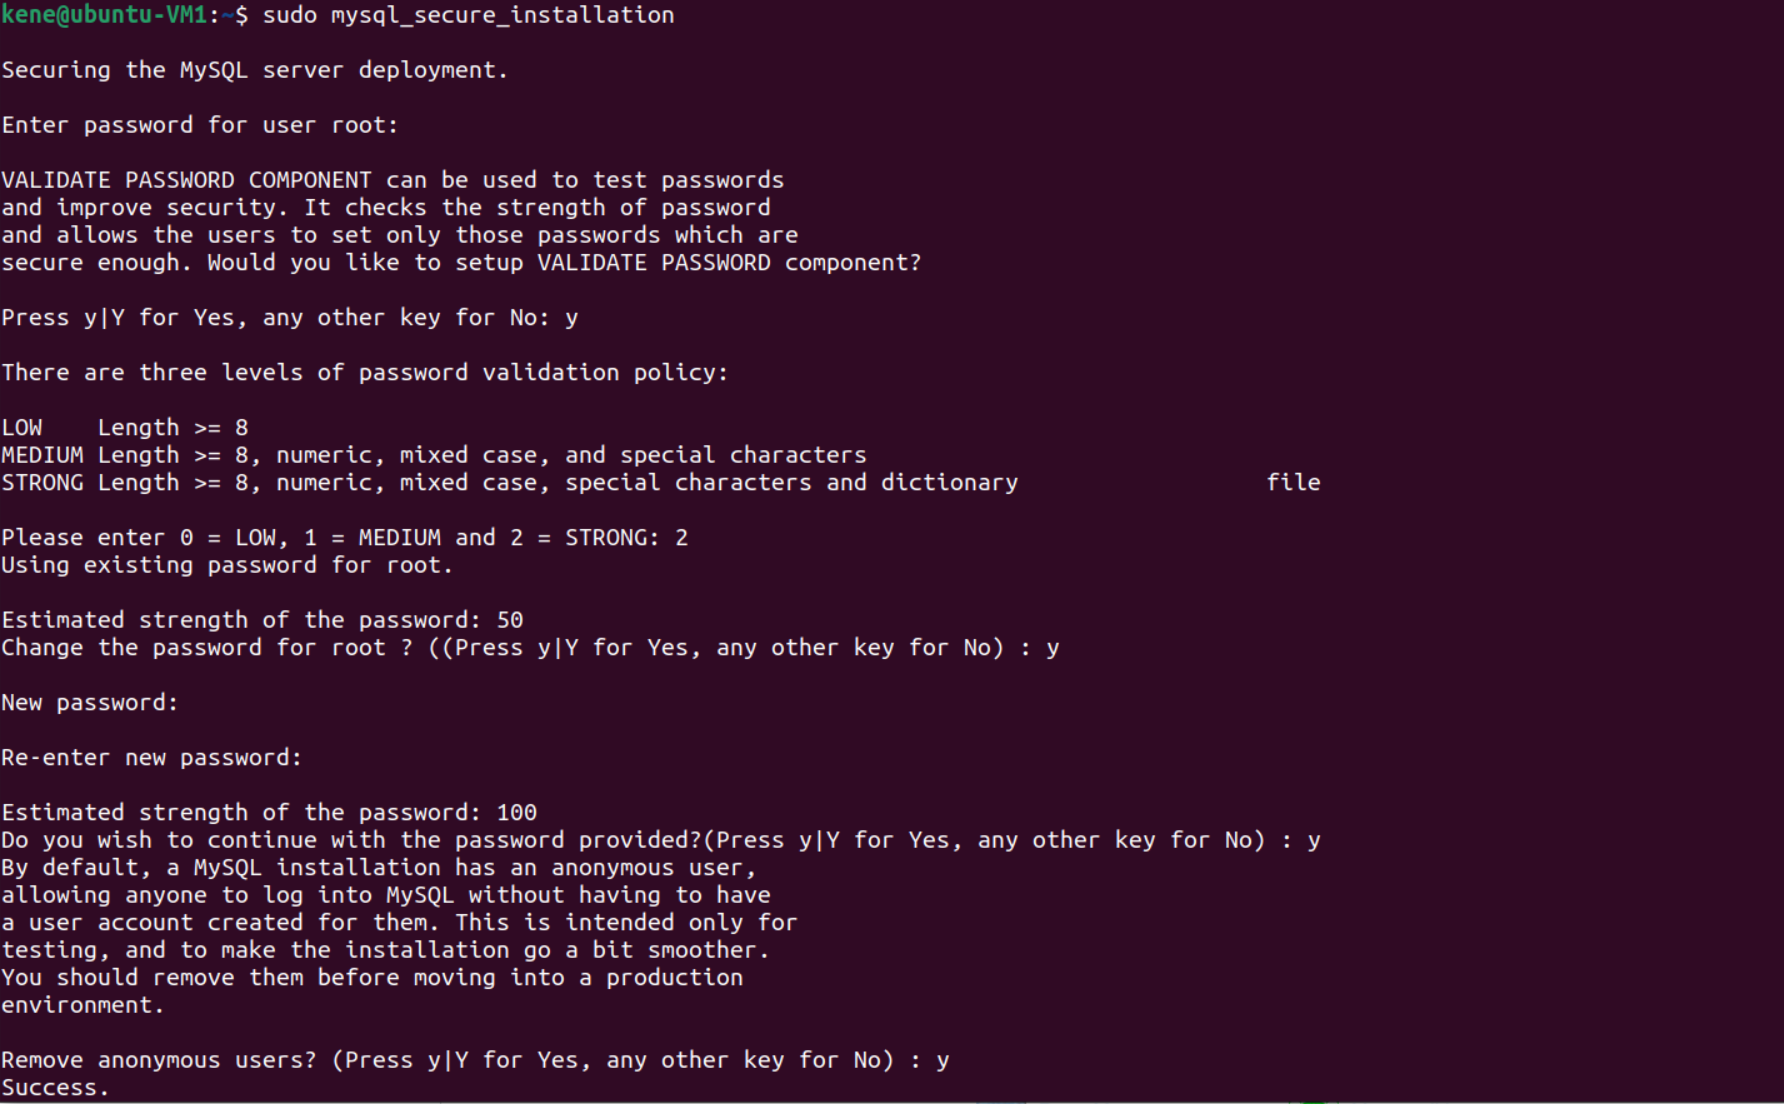 kene@ubuntu-VM1:~$ sudo mysql_secure_installation
Securing the MySQL server deployment.
Enter password for user root:
VALIDATE PASSWORD COMPONENT can be used to test passwords
and improve security. It checks the strength of password
and allows the users to set only those passwords which are
secure enough. Would you like to setup VALIDATE PASSWORD component?
Press y|Y for Yes, any other key for No: y
There are three levels of password validation policy:
LOW    Length >= 8
MEDIUM Length >= 8, numeric, mixed case, and special characters
STRONG Length >= 8, numeric, mixed case, special characters and dictionary                  file
Please enter 0 = LOW, 1 = MEDIUM and 2 = STRONG: 2
Using existing password for root.
Estimated strength of the password: 50
Change the password for root ? ((Press y|Y for Yes, any other key for No) : y
New password:
Re-enter new password:
Estimated strength of the password: 100
Do you wish to continue with the password provided?(Press y|Y for Yes, any other key for No) : y
By default, a MySQL installation has an anonymous user,
allowing anyone to log into MySQL without having to have
a user account created for them. This is intended only for
testing, and to make the installation go a bit smoother.
You should remove them before moving into a production
environment.
Remove anonymous users? (Press y|Y for Yes, any other key for No) : y
Success.